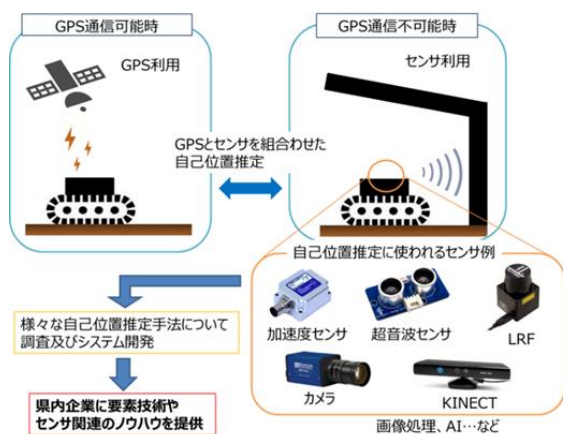 GPS通信可能時
GPS利用
GPS通信不可能時
センサ利用
GPSとセンサを組合わせた
自己位置推定
自己位置推定に使われるセンサ例
加速度センサ
超音波センサ
LRF
カメラ
KINECT
画像処理、AI…など
様々な自己位置推定手法について
調査及びシステム開発
県内企業に要素技術や
センサ関連のノウハウを提供